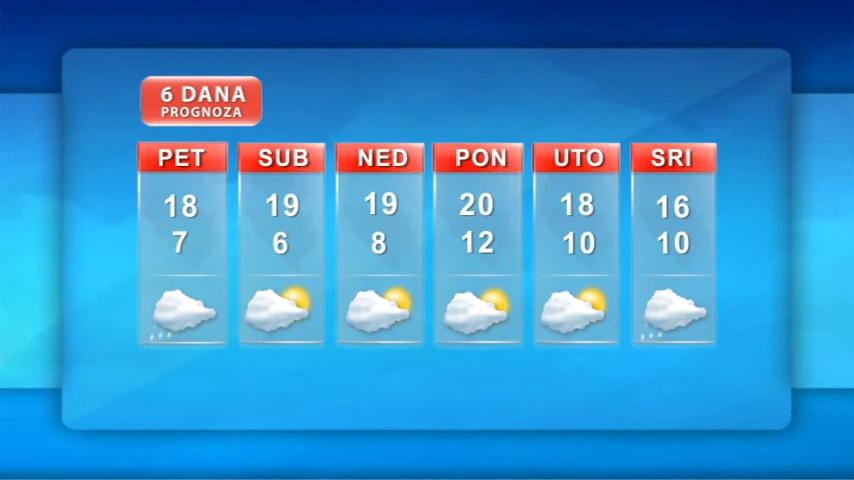 6 DANA
PROGNOZA
PET SUB NED PON UTO SRI
18 19 19 20 18 16
7 6 8 12 10 10